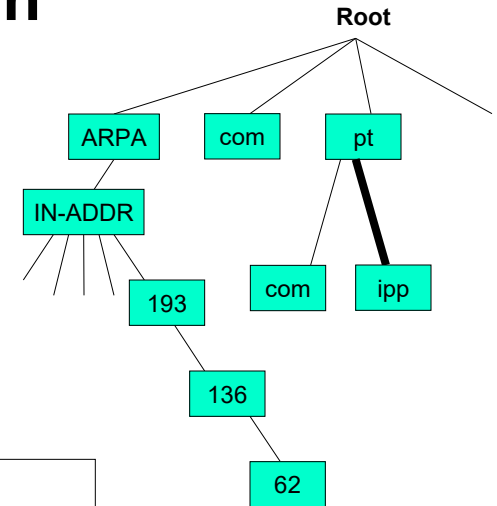 Root
ARPA com pt
IN-ADDR
com ipp
193
136
62